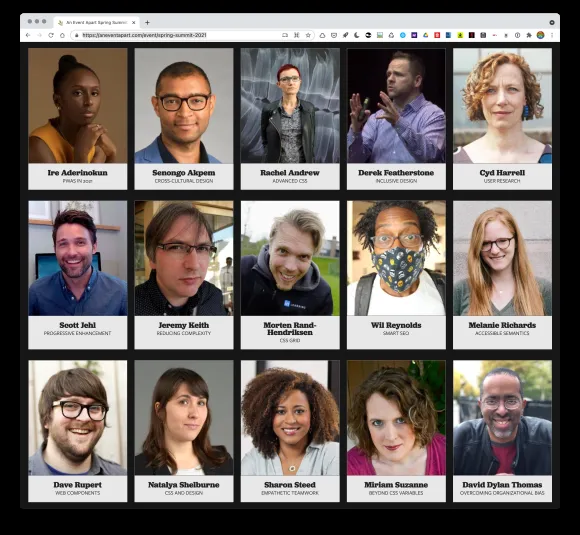 An Event Apart Spring Summit
https://aneventapart.com/event/spring-summit-2021
Ire Aderinokun
PWAS IN 2021
Senongo Akpem
CROSS-CULTURAL DESIGN
Rachel Andrew
ADVANCED CSS
Derek Featherstone
INCLUSIVE DESIGN
Cyd Harrell
USER RESEARCH
Scott Jehl
PROGRESSIVE ENHANCEMENT
Jeremy Keith
REDUCING COMPLEXITY
Morten Rand-
Hendriksen
CSS GRID
Wil Reynolds
SMART SEO
Melanie Richards
ACCESSIBLE SEMANTICS
Dave Rupert
WEB COMPONENTS
Natalya Shelburne
CSS AND DESIGN
Sharon Steed
EMPATHETIC TEAMWORK
Miriam Suzanne
BEYOND CSS VARIABLES
David Dylan Thomas
OVERCOMING ORGANIZATIONAL BIAS